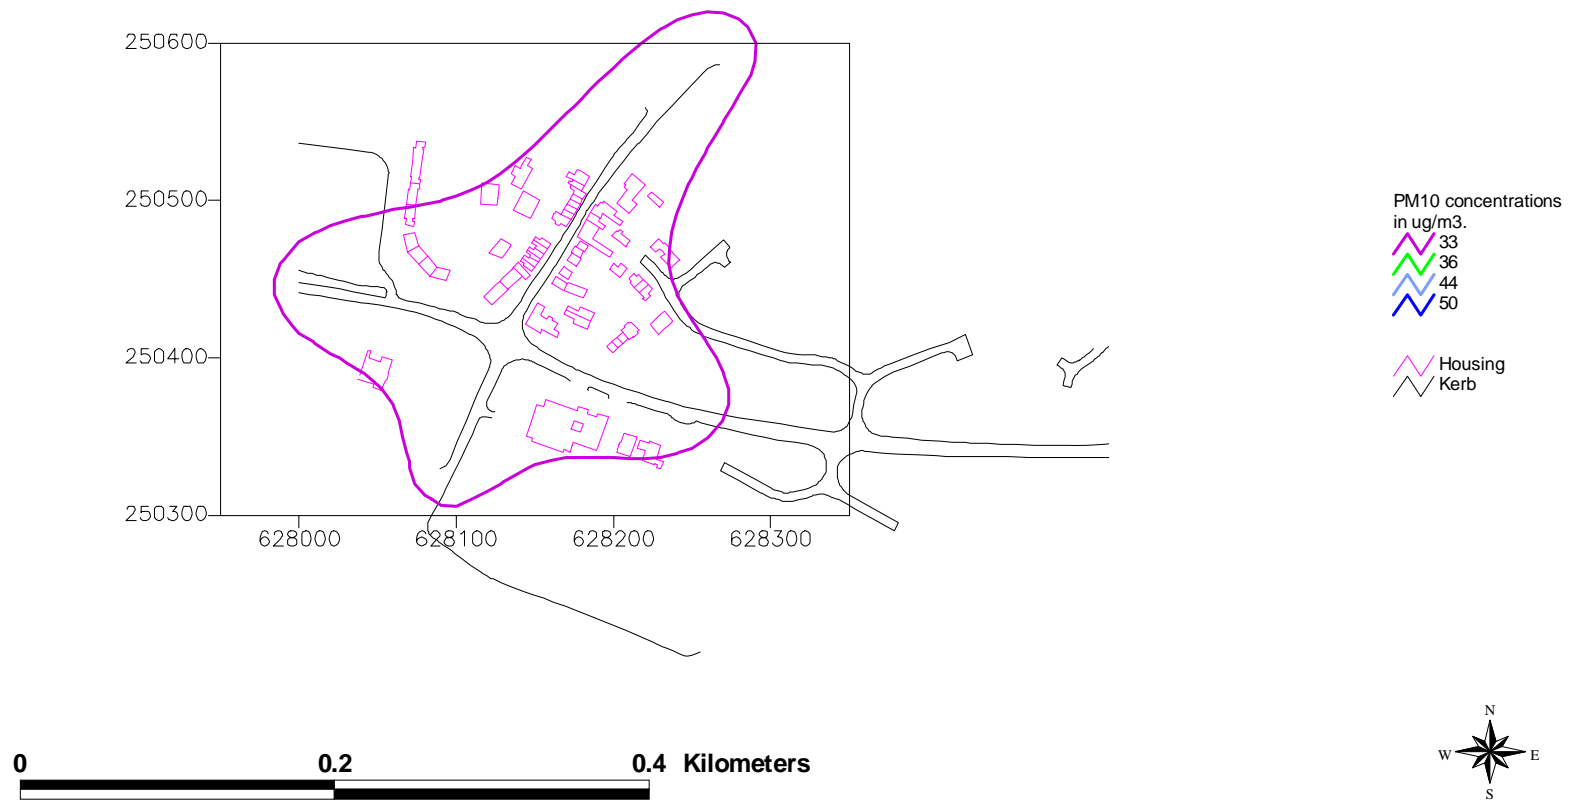 250600
250500
250400
250300
628000 628100 628200 628300
PM10 concentrations
in ug/m3.
33
36
44
50
Housing
Kerb
0 0.2 0.4 Kilometers
N
W E
S